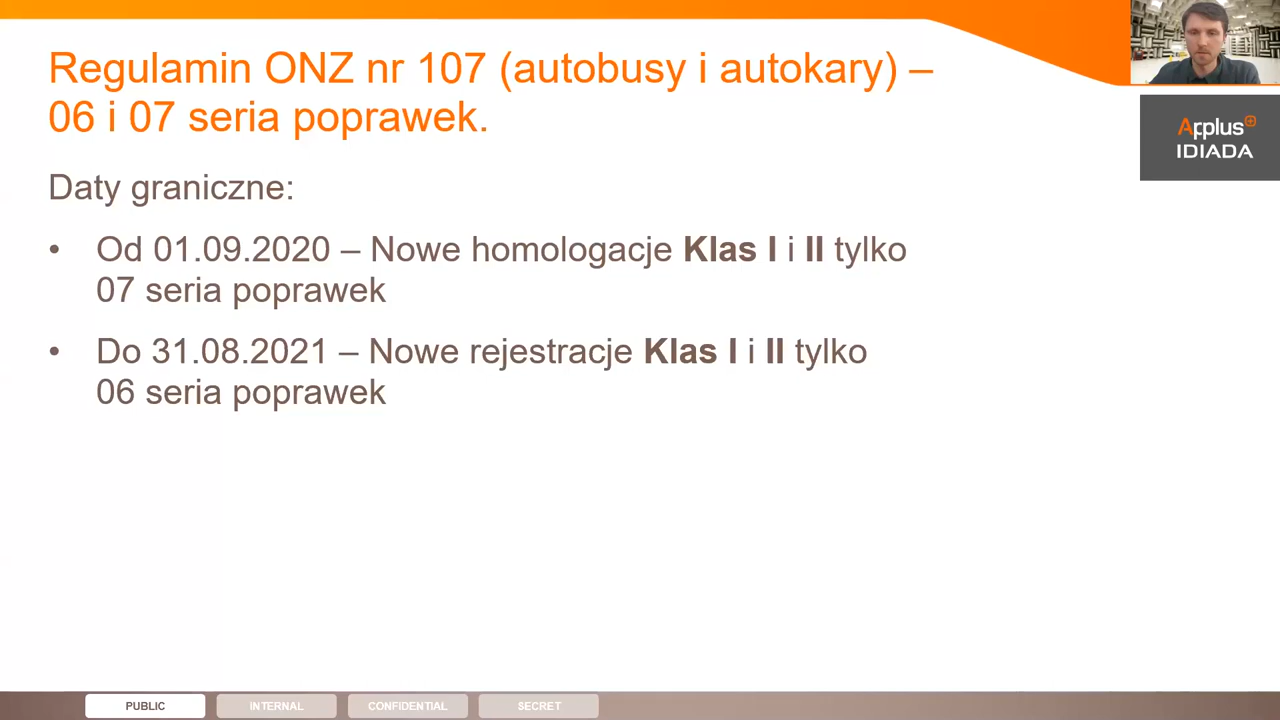 Regulamin ONZ nr 107 (autobusy i autokary) –
06 i 07 seria poprawek.
Applus+
IDIADA
Daty graniczne:
• Od 01.09.2020 – Nowe homologacje Klas I i II tylko
07 seria poprawek
• Do 31.08.2021 – Nowe rejestracje Klas I i II tylko
06 seria poprawek
PUBLIC
INTERNAL
CONFIDENTIAL
SECRET